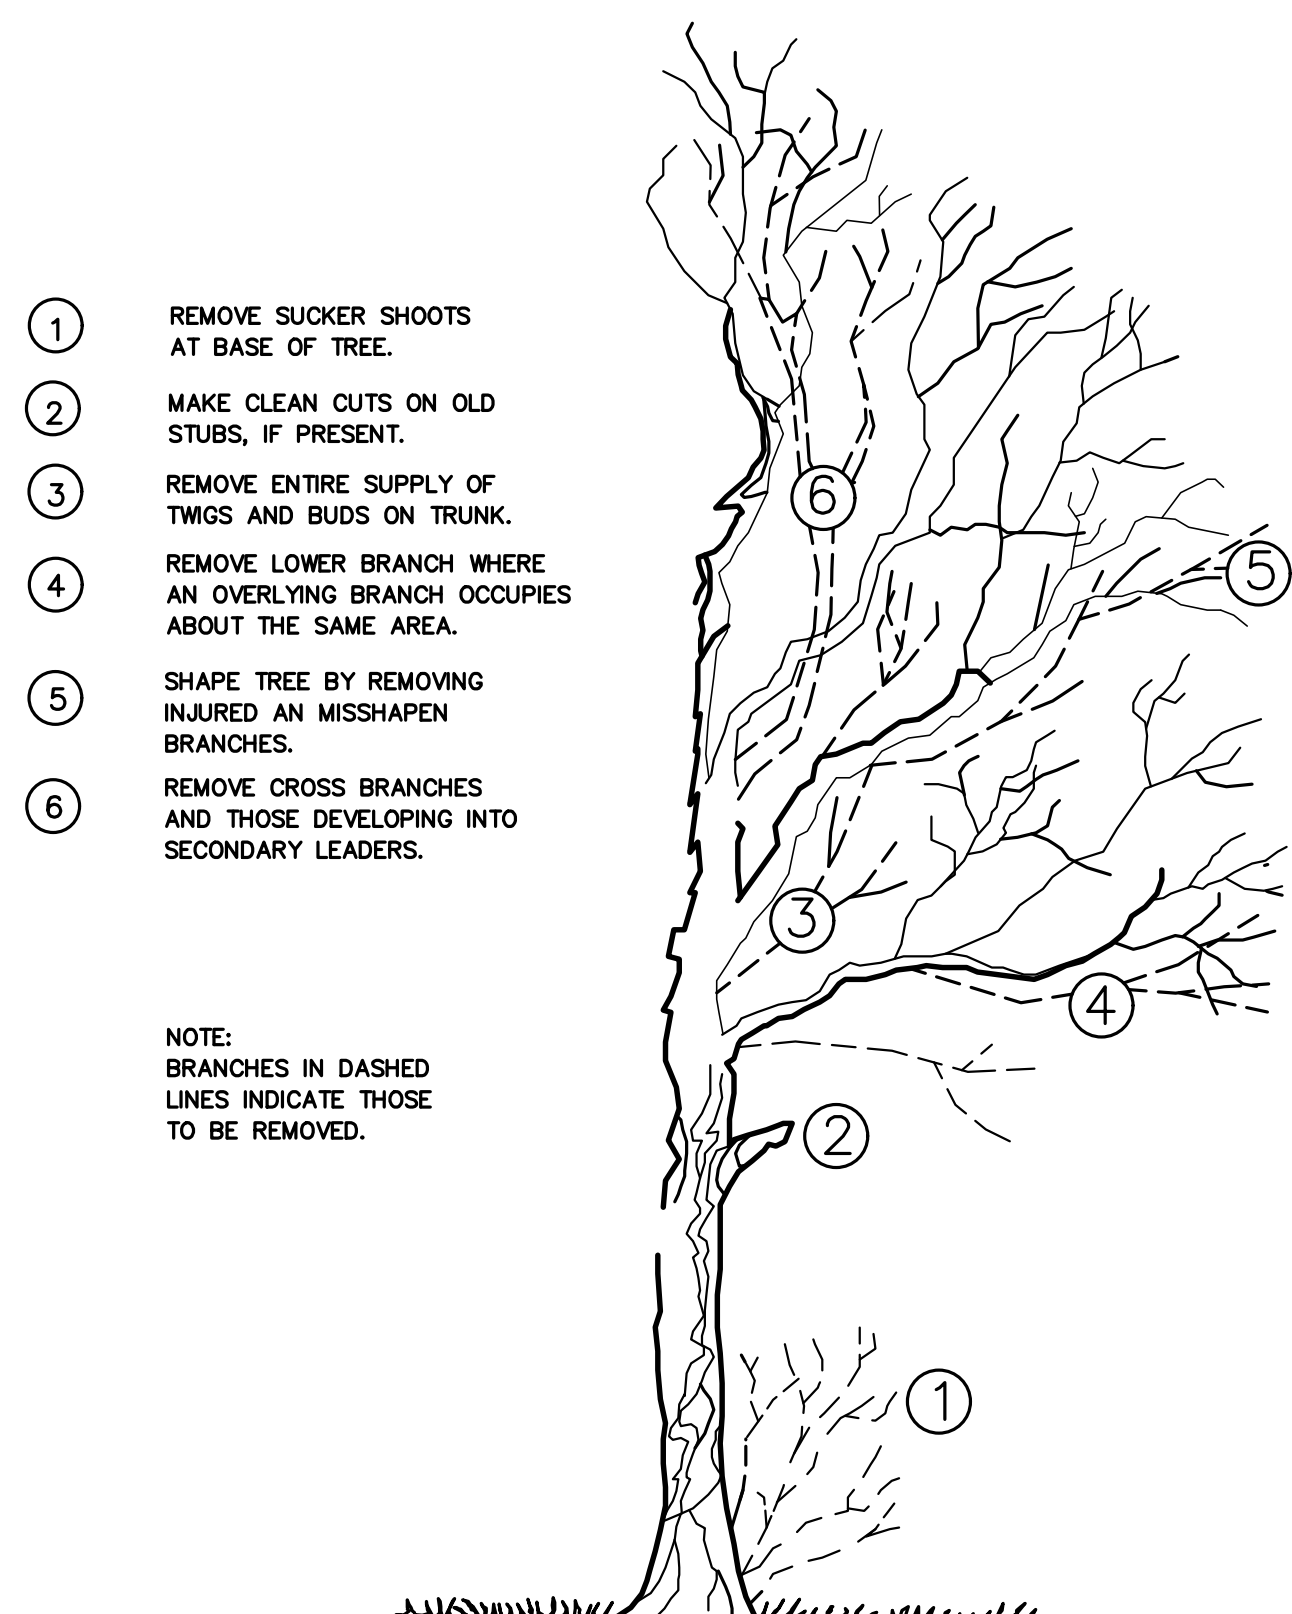 1 REMOVE SUCKER SHOOTS
AT BASE OF TREE.
2 MAKE CLEAN CUTS ON OLD
STUBS, IF PRESENT.
3 REMOVE ENTIRE SUPPLY OF
TWIGS AND BUDS ON TRUNK.
4 REMOVE LOWER BRANCH WHERE
AN OVERLYING BRANCH OCCUPIES
ABOUT THE SAME AREA.
5 SHAPE TREE BY REMOVING
INJURED AN MISSHAPEN
BRANCHES.
6 REMOVE CROSS BRANCHES
AND THOSE DEVELOPING INTO
SECONDARY LEADERS.
NOTE:
BRANCHES IN DASHED
LINES INDICATE THOSE
TO BE REMOVED.
6
5
3
4
2
1